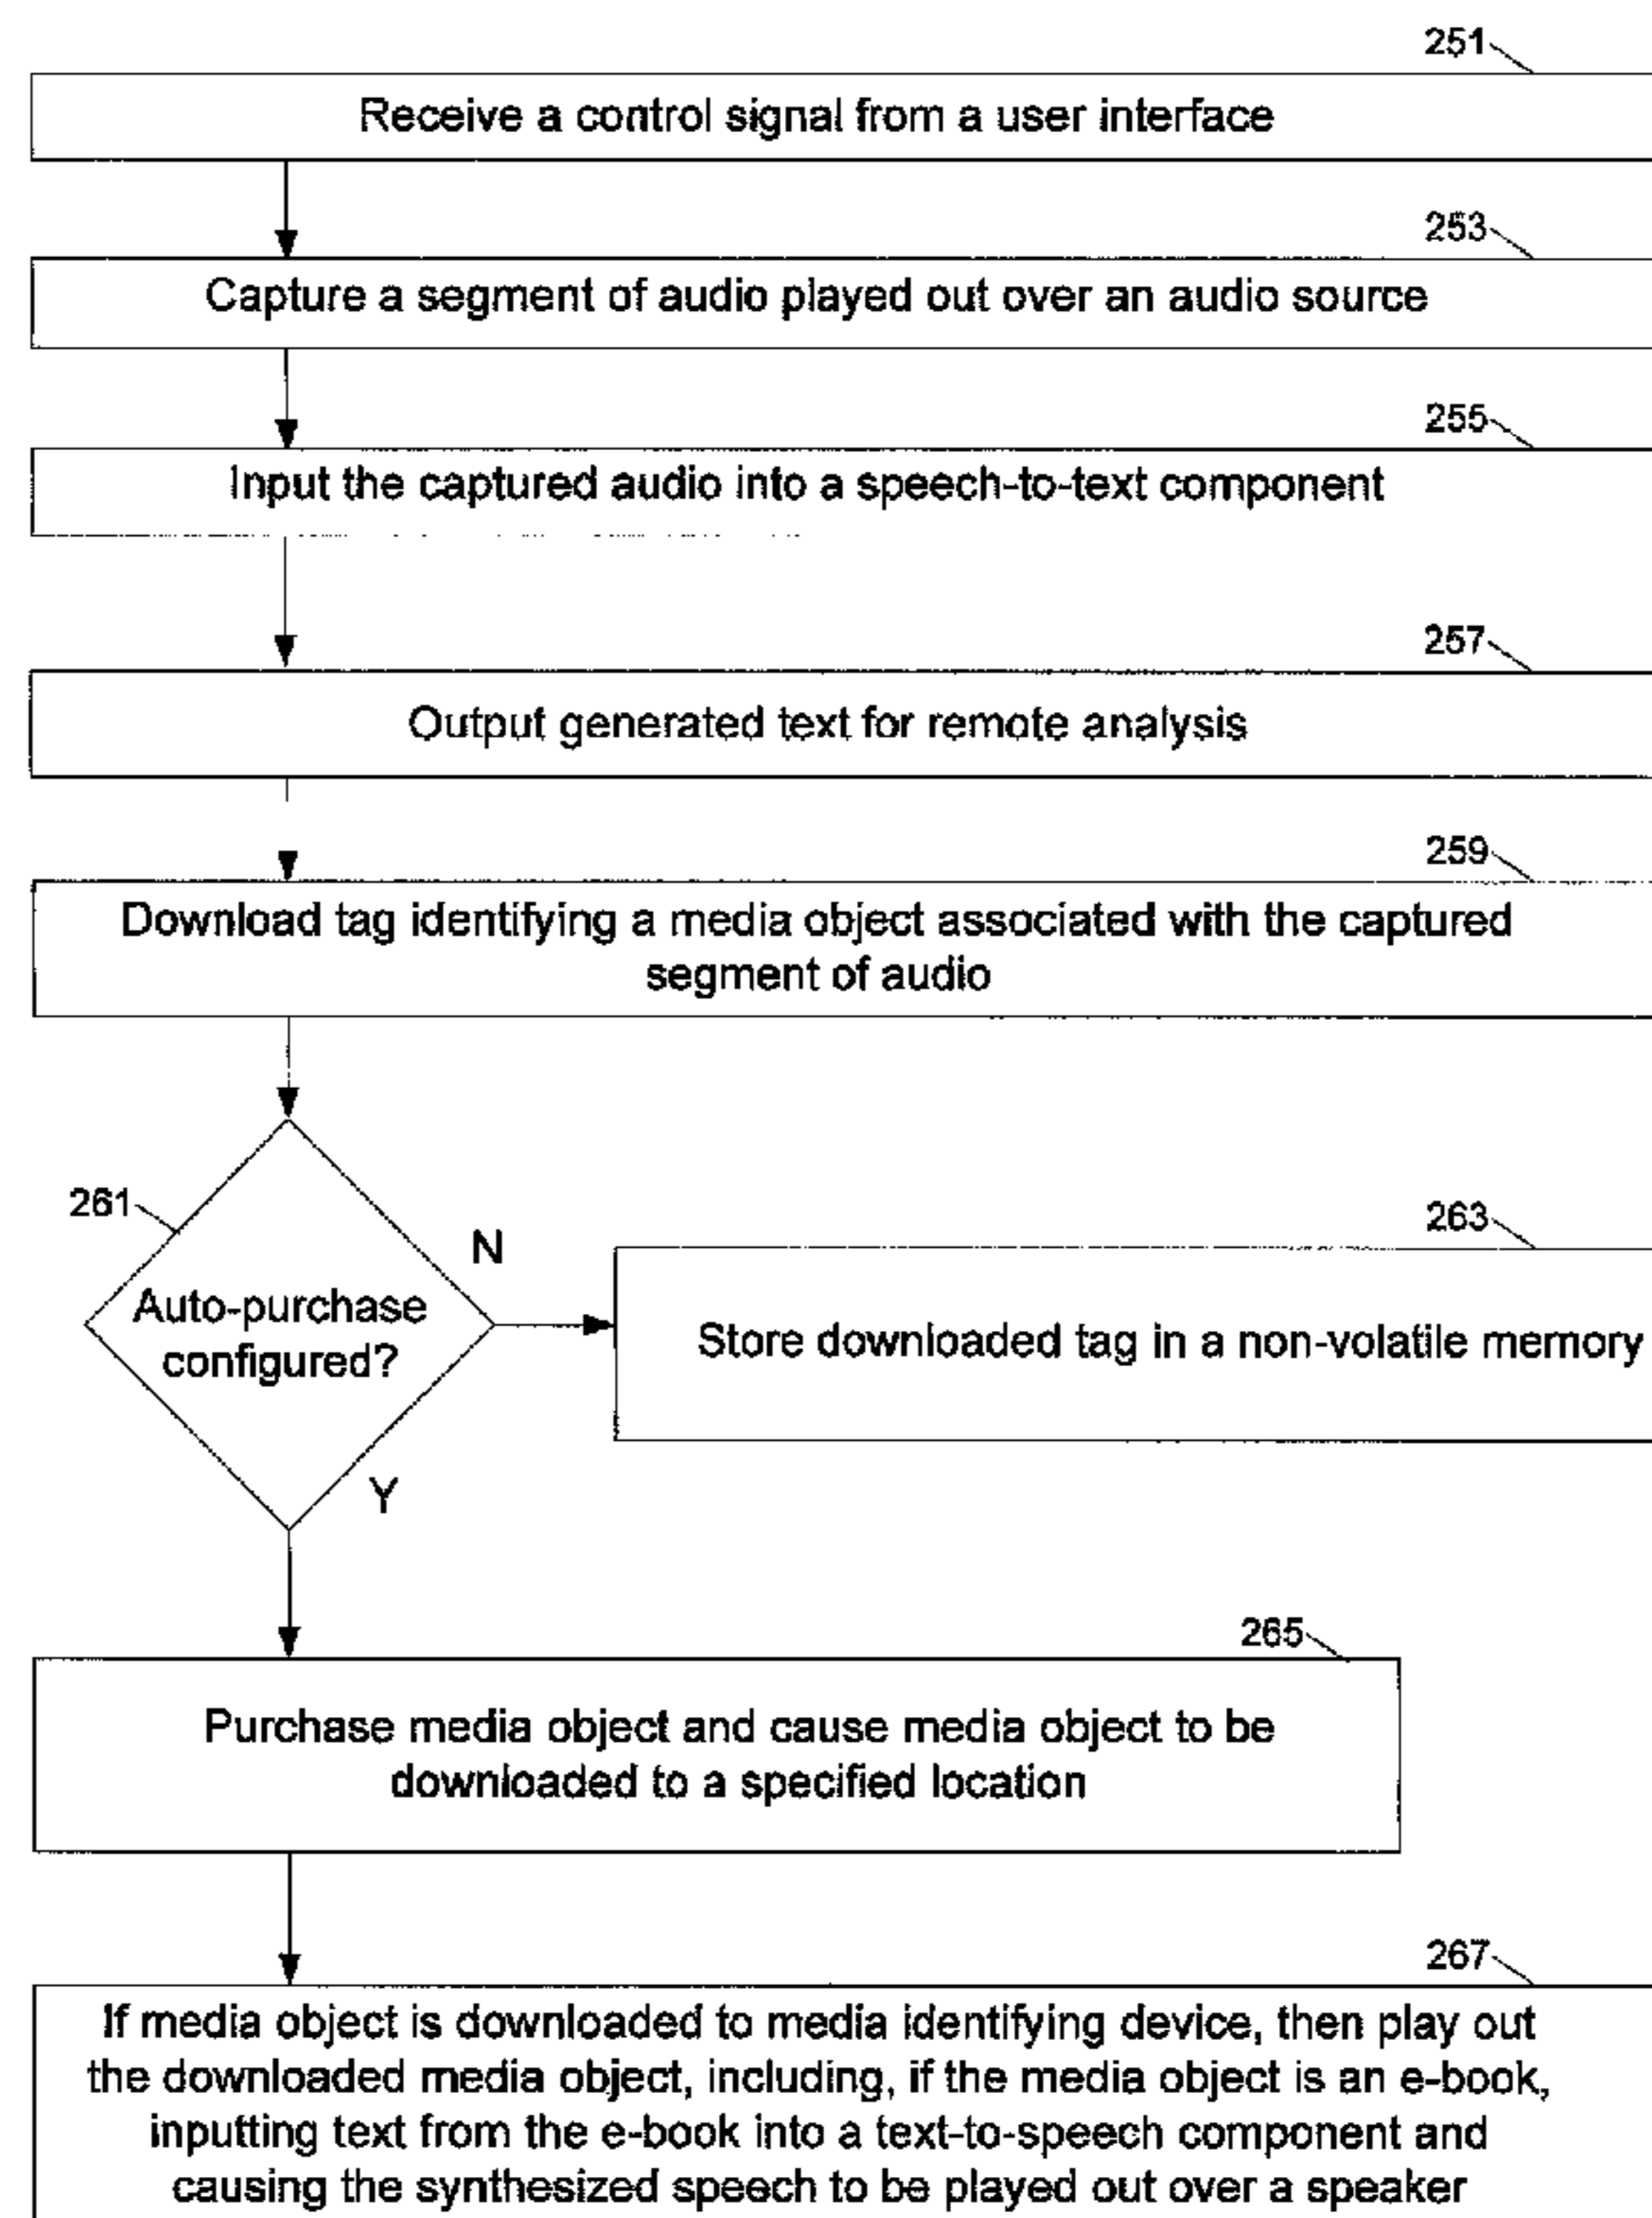 251
Receive a control signal from a user interface
253
Capture a segment of audio played out over an audio source
255
Input the captured audio into a speech-to-text component
257
Output generated text for remote analysis
259
Download tag identifying a media object associated with the captured
segment of audio
261
Auto-purchase
configured?
N
263
Store downloaded tag in a non-volatile memory
Y
265
Purchase media object and cause media object to be
downloaded to a specified location
267
If media object is downloaded to media identifying device, then play out
the downloaded media object, including, if the media object is an e-book,
inputting text from the e-book into a text-to-speech component and
causing the synthesized speech to be played out over a speaker